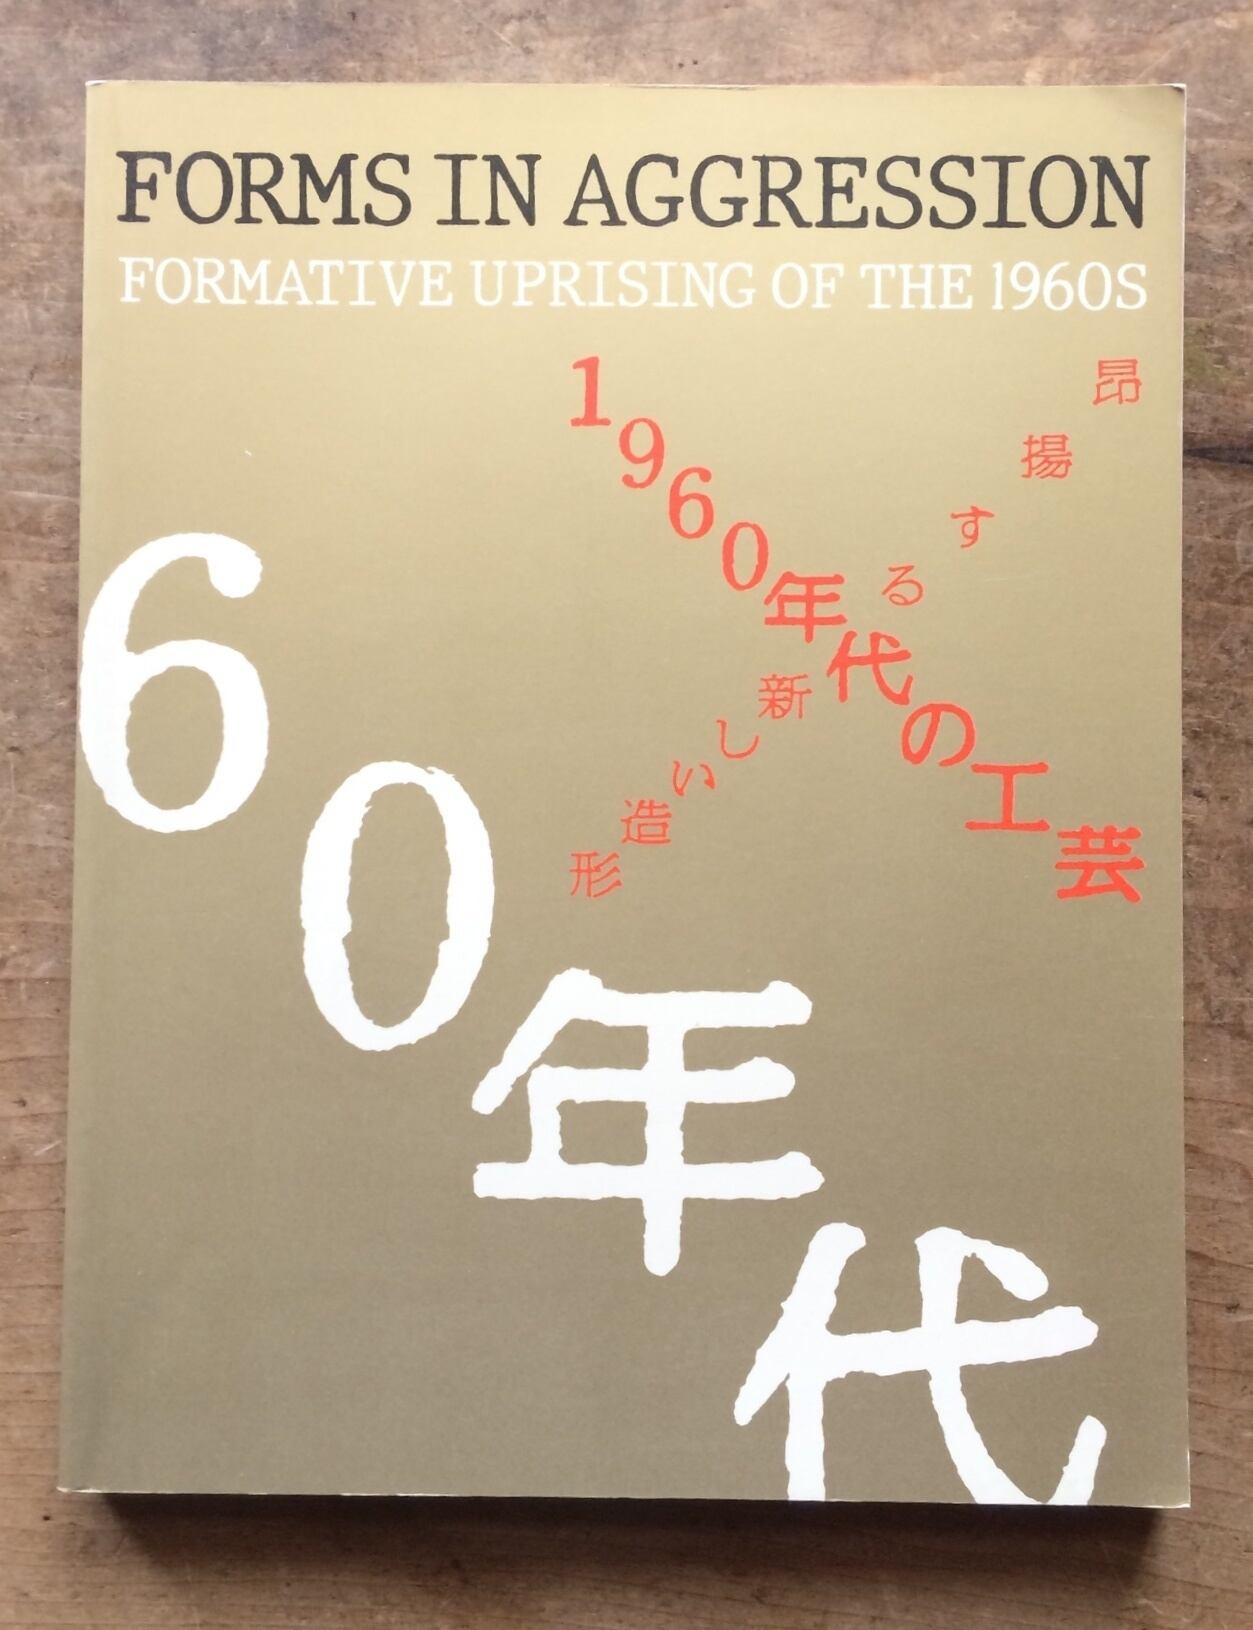 FORMS IN AGGRESSION
FORMATIVE UPRISING OF THE 1960S
1960年代の工芸
昂揚する新しい造形
60年代